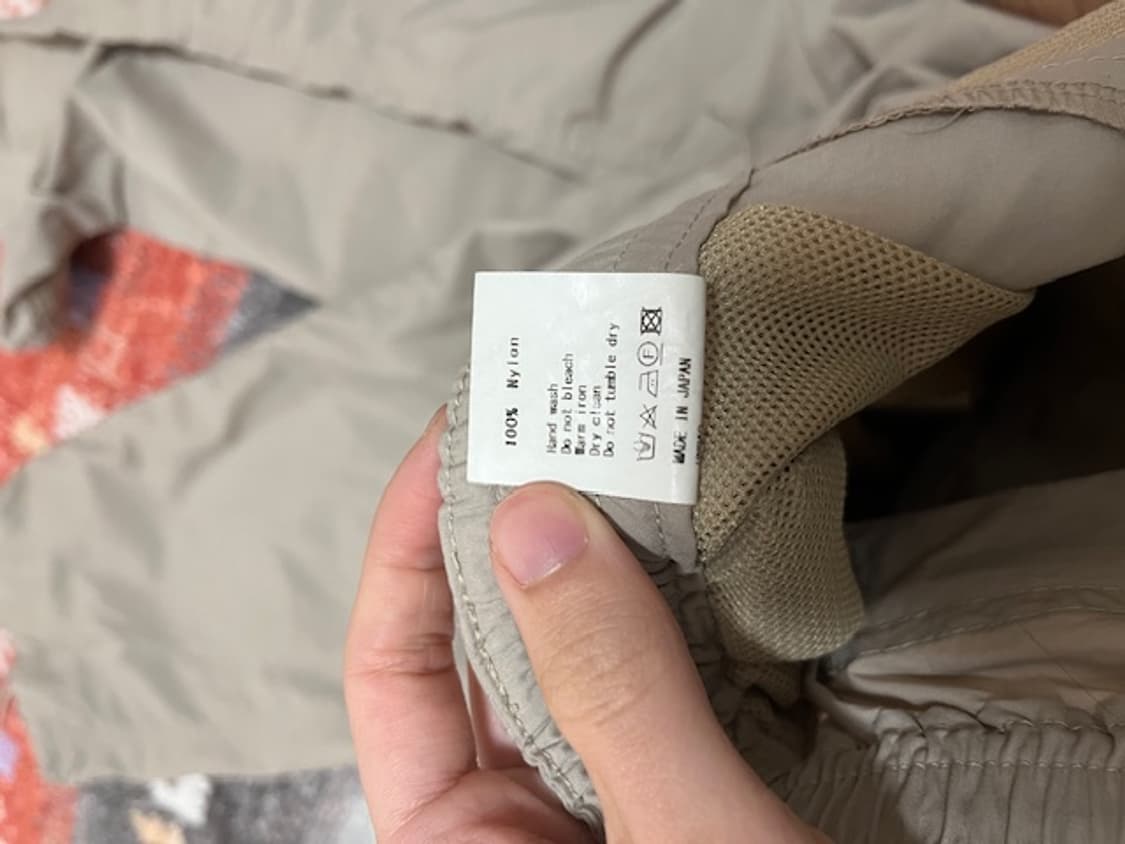 100% Nylon
Hand wash
Do not bleach
Warm iron
Dry clean
Do not tumble dry
F
MADE IN JAPAN